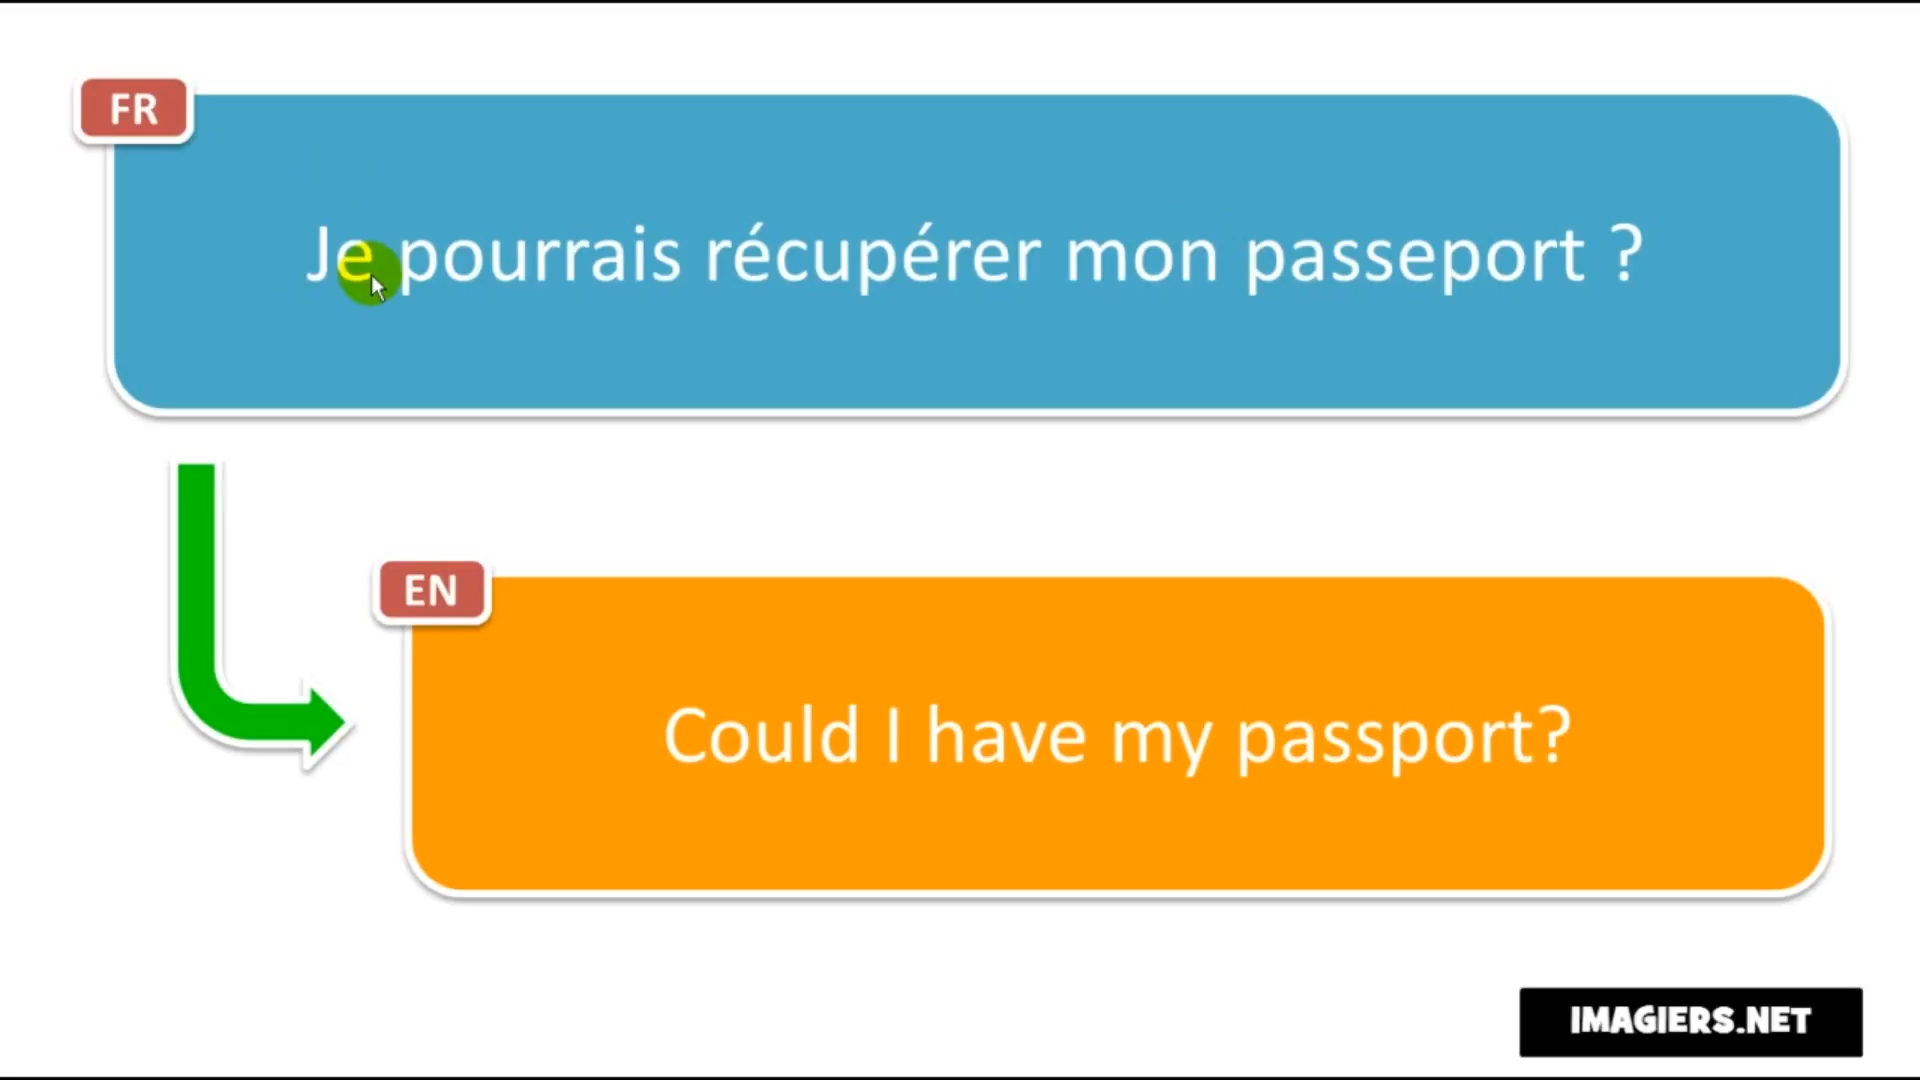 FR
Je pourrais récupérer mon passeport ?
EN
Could I have my passport?
IMAGIERS.NET